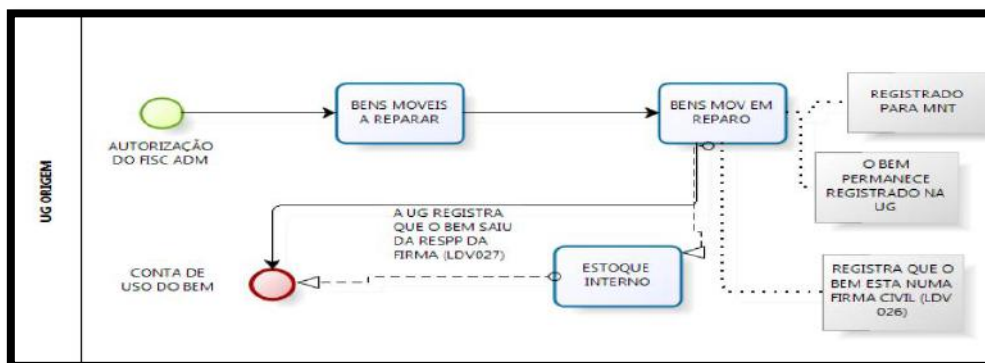 UG ORIGEM
AUTORIZAÇÃO
DO FISC ADM
BENS MOVEIS
A REPARAR
BENS MOV EM
REPARO
REGISTRADO
PARA MNT
O BEM
PERMANECE
REGISTRADO NA
UG
A UG REGISTRA
QUE O BEM SAIU
DA RESPP DA
FIRMA (LDV027)
CONTA DE
USO DO BEM
ESTOQUE
INTERNO
REGISTRA QUE O
BEM ESTA NUMA
FIRMA CIVIL (LDV
026)